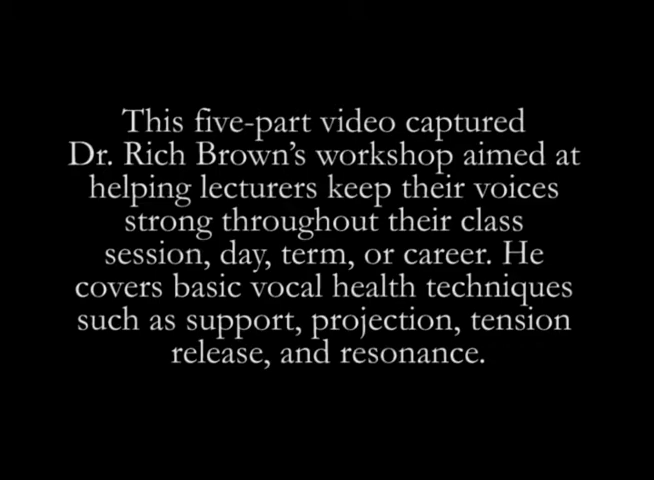 This five-part video captured
Dr. Rich Brown's workshop aimed at
helping lecturers keep their voices
strong throughout their class
session, day, term, or career. He
covers basic vocal health techniques
such as support, projection, tension
release, and resonance.